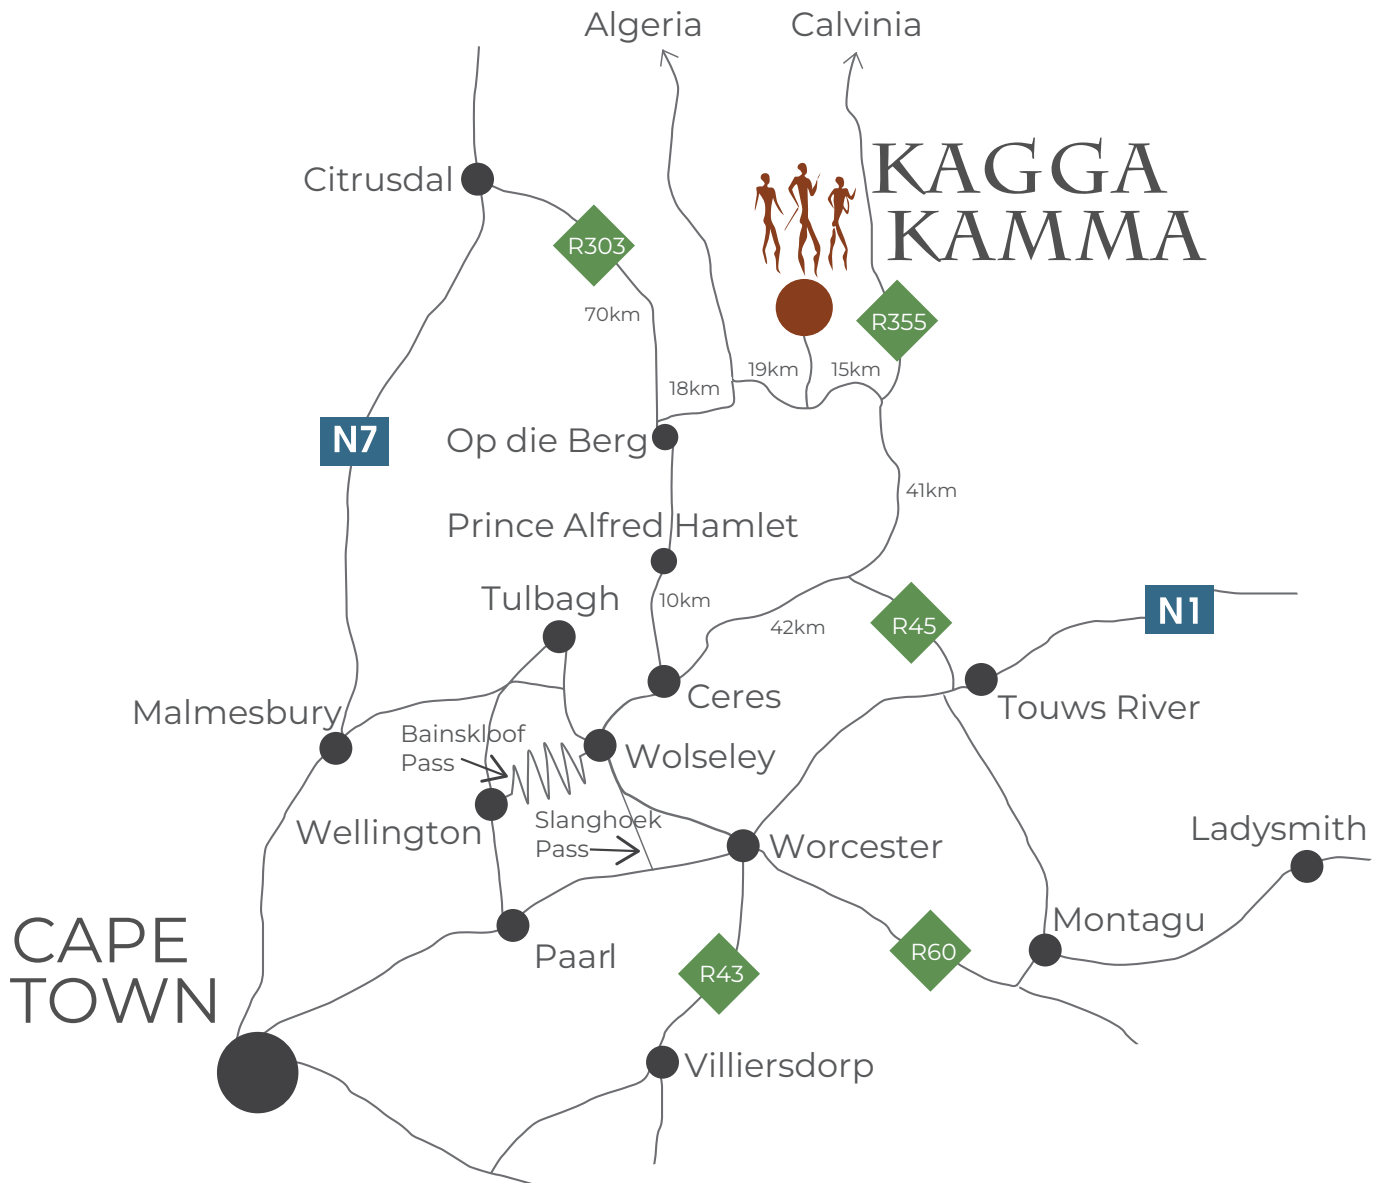 Algeria
Calvinia
KAGGA
KAMMA
Citrusdal
R303
70km
R355
19km
15km
18km
N7
Op die Berg
41km
Prince Alfred Hamlet
Tulbagh
10km
42km
R45
N1
Malmesbury
Ceres
Touws River
Bainskloof
Pass
Wolseley
Wellington
Slanghoek
Pass
Worcester
Ladysmith
CAPE
TOWN
Paarl
Montagu
R43
R60
Villiersdorp